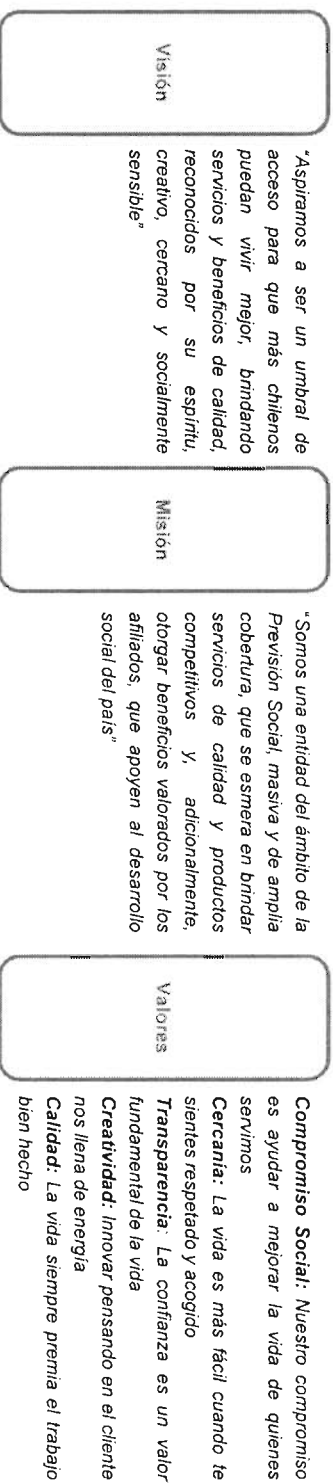 Visión
"Aspiramos a ser un umbral de
acceso para que más chilenos
puedan vivir mejor, brindando
servicios y beneficios de calidad,
reconocidos por su espíritu,
creativo, cercano y socialmente
sensible"
Misión
"Somos una entidad del ámbito de la
Previsión Social, masiva y de amplia
cobertura, que se esmera en brindar
servicios de calidad y productos
competitivos y, adicionalmente,
otorgar beneficios valorados por los
afiliados, que apoyen al desarrollo
social del país"
Valores
Compromiso Social: Nuestro compromiso
es ayudar a mejorar la vida de quienes
servimos
Cercanía: La vida es más fácil cuando te
sientes respetado y acogido
Transparencia: La confianza es un valor
fundamental de la vida
Creatividad: Innovar pensando en el cliente
nos llena de energía
Calidad: La vida siempre premia el trabajo
bien hecho